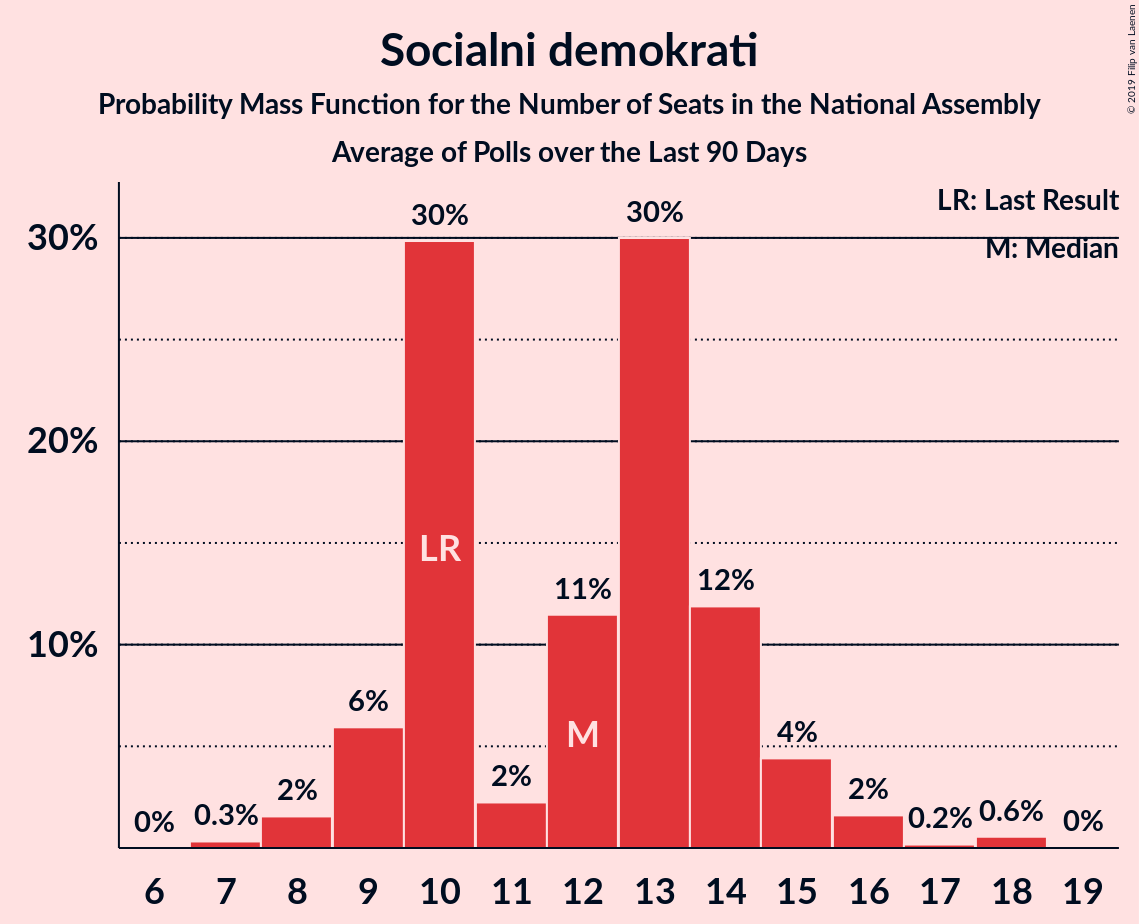 Socialni demokrati
Probability Mass Function for the Number of Seats in the National Assembly
Average of Polls over the Last 90 Days
© 2019 Filip van Laenen
LR: Last Result
M: Median
30%
20%
10%
0%
0.3%
2%
6%
30%
2%
11%
30%
12%
4%
2%
0.2%
0.6%
0%
LR
M
6 7 8 9 10 11 12 13 14 15 16 17 18 19